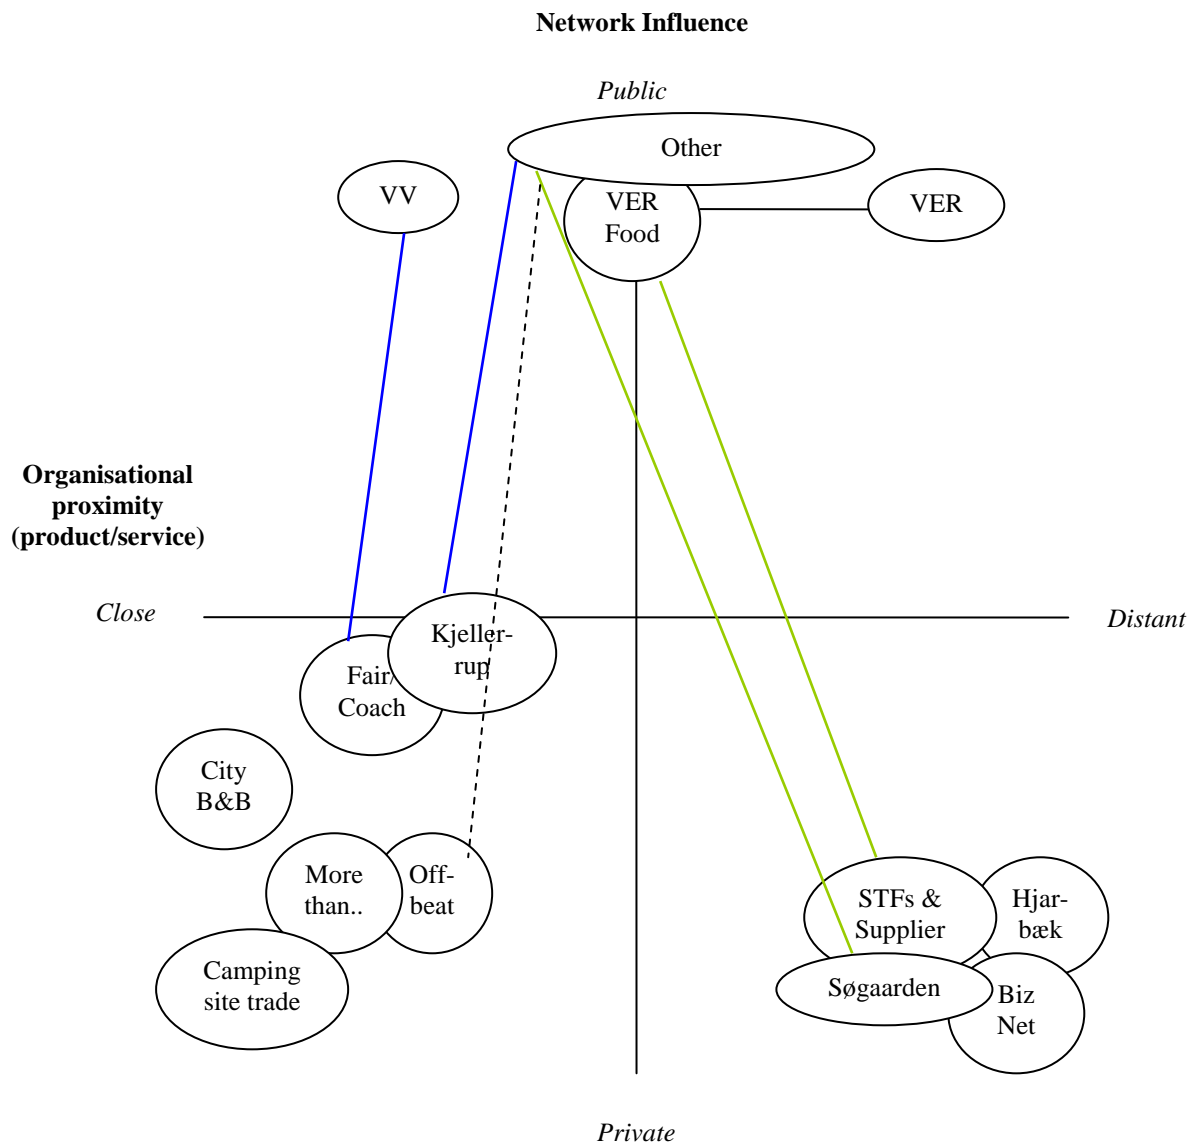 Network Influence
Public
Other
VV
VER
Food
VER
Organisational
proximity
(product/service)
Close
Distant
Kjeller-
rup
Fair/
Coach
City
B&B
More
than..
Off-
beat
STFs &
Supplier
Hjar-
bæk
Camping
site trade
Søgaarden
Biz
Net
Private